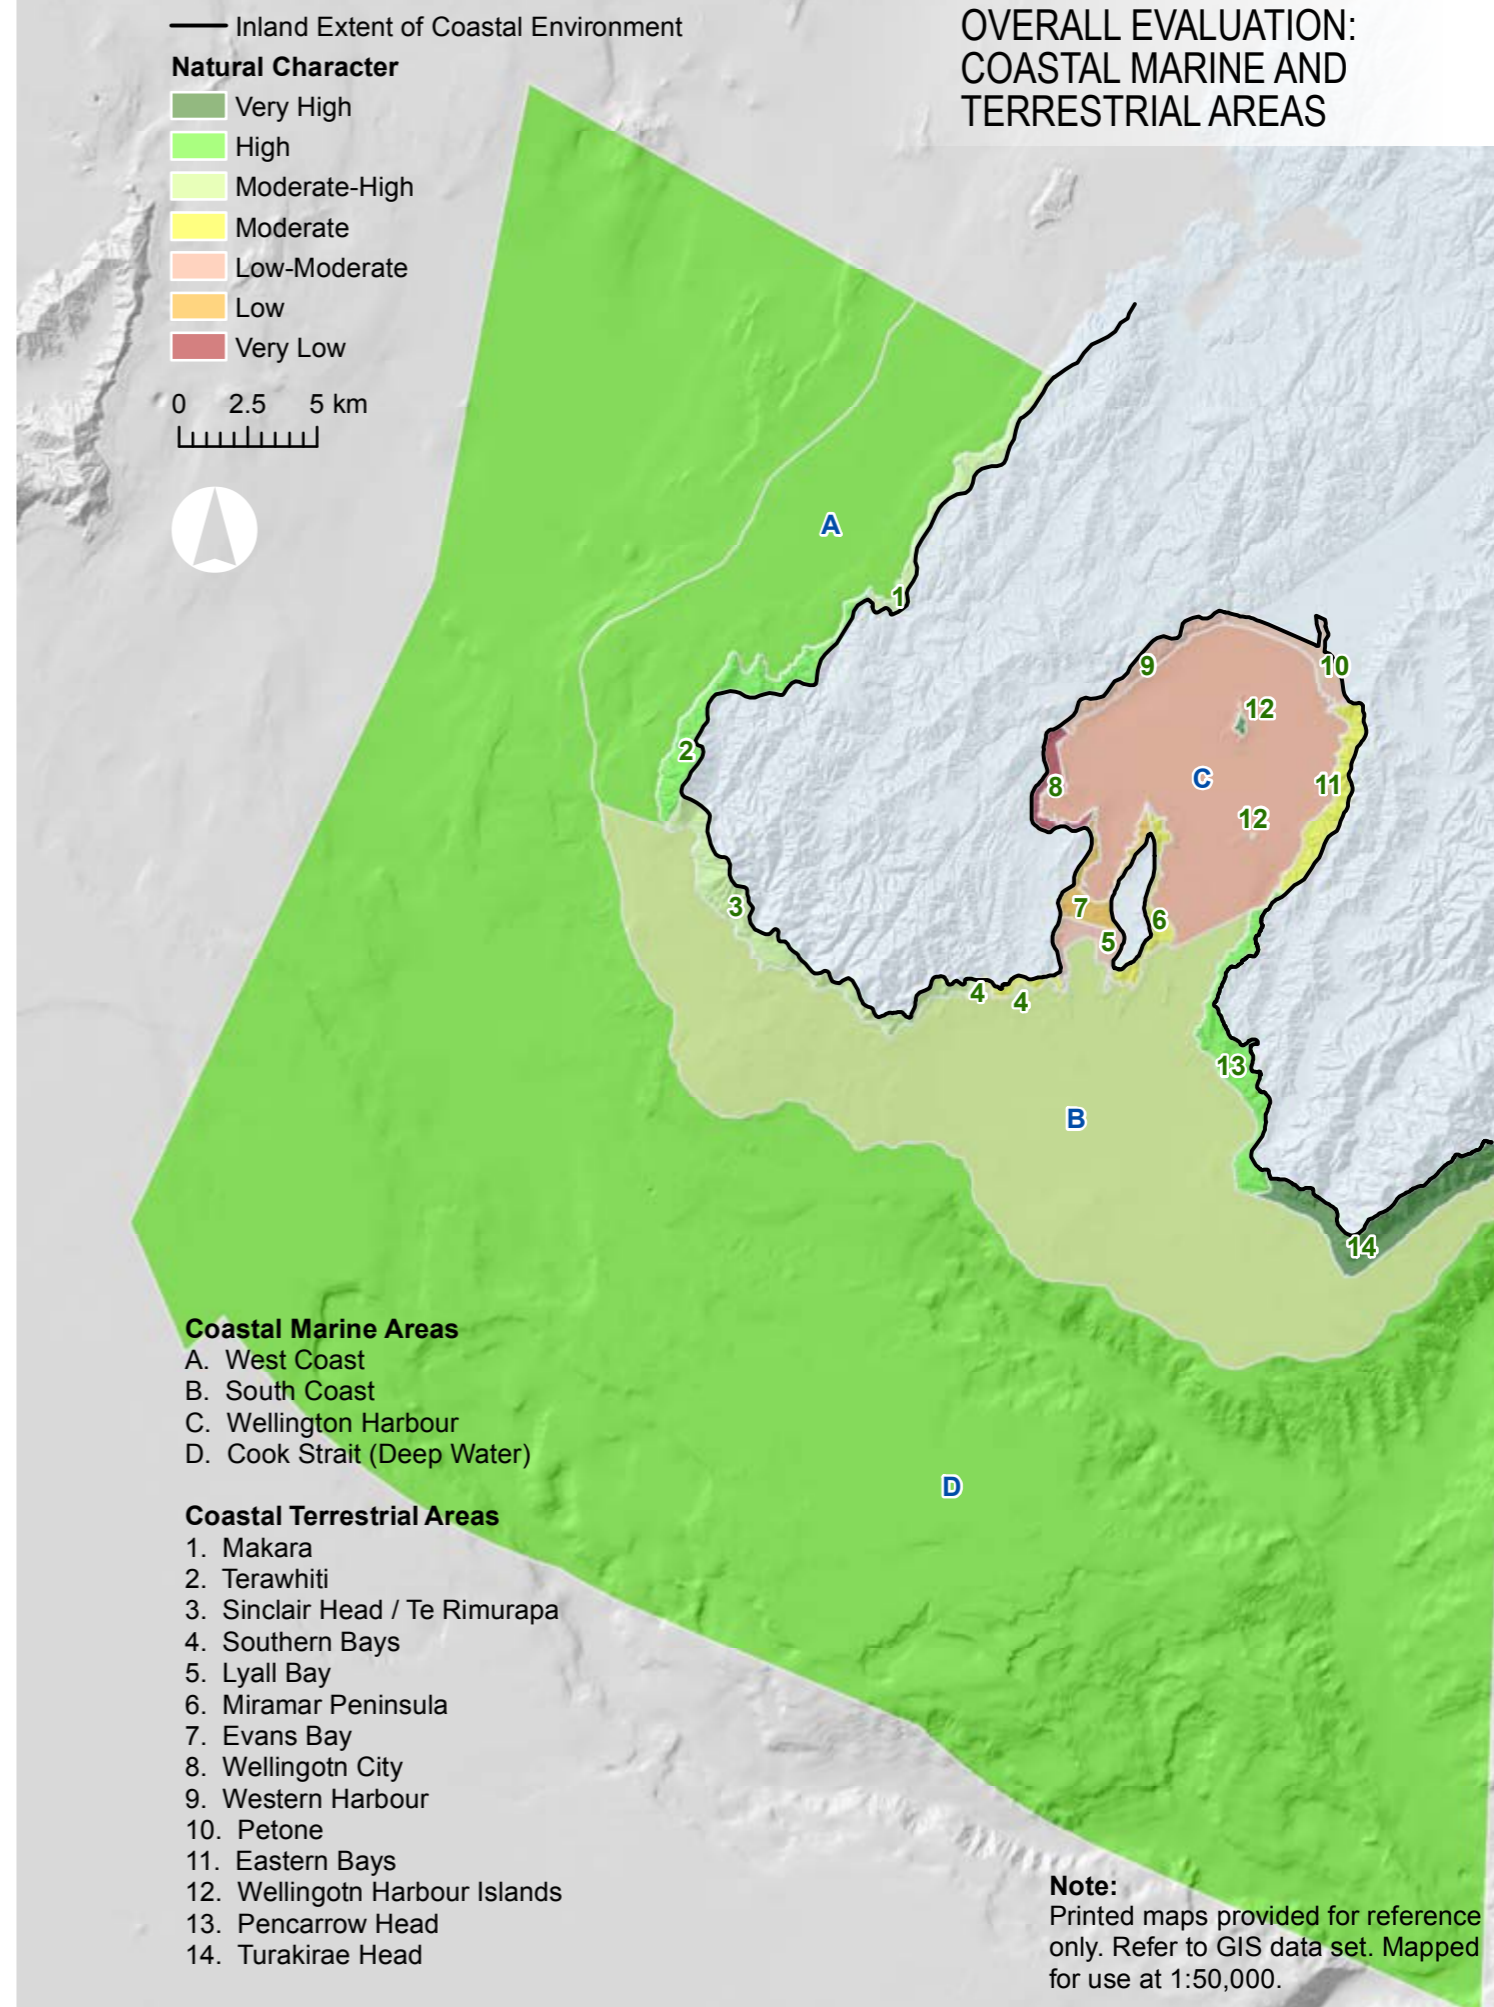 Inland Extent of Coastal Environment
Natural Character
Very High
High
Moderate-High
Moderate
Low-Moderate
Low
Very Low
0 2.5 5 km
OVERALL EVALUATION:
COASTAL MARINE AND
TERRESTRIAL AREAS
A
1
2
3
4
4
5
6
7
8
9
10
11
12
12
C
13
B
14
D
Coastal Marine Areas
A. West Coast
B. South Coast
C. Wellington Harbour
D. Cook Strait (Deep Water)
Coastal Terrestrial Areas
1. Makara
2. Terawhiti
3. Sinclair Head / Te Rimurapa
4. Southern Bays
5. Lyall Bay
6. Miramar Peninsula
7. Evans Bay
8. Wellingotn City
9. Western Harbour
10. Petone
11. Eastern Bays
12. Wellingotn Harbour Islands
13. Pencarrow Head
14. Turakirae Head
Note:
Printed maps provided for reference
only. Refer to GIS data set. Mapped
for use at 1:50,000.